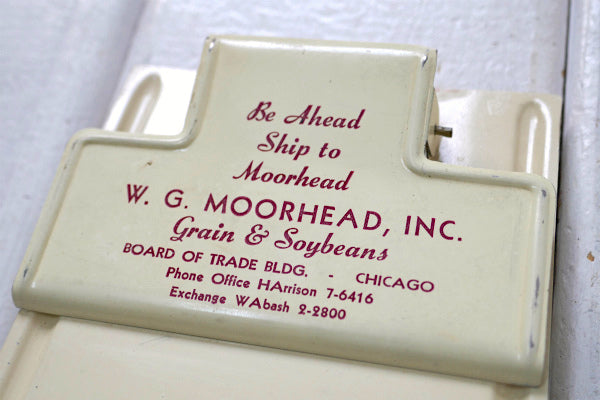 Be Ahead
Ship to
Moorhead
W. G. MOORHEAD, INC.
Grain & Soybeans
BOARD OF TRADE BLDG. - CHICAGO
Phone Office HArrison 7-6416
Exchange WAbash 2-2800